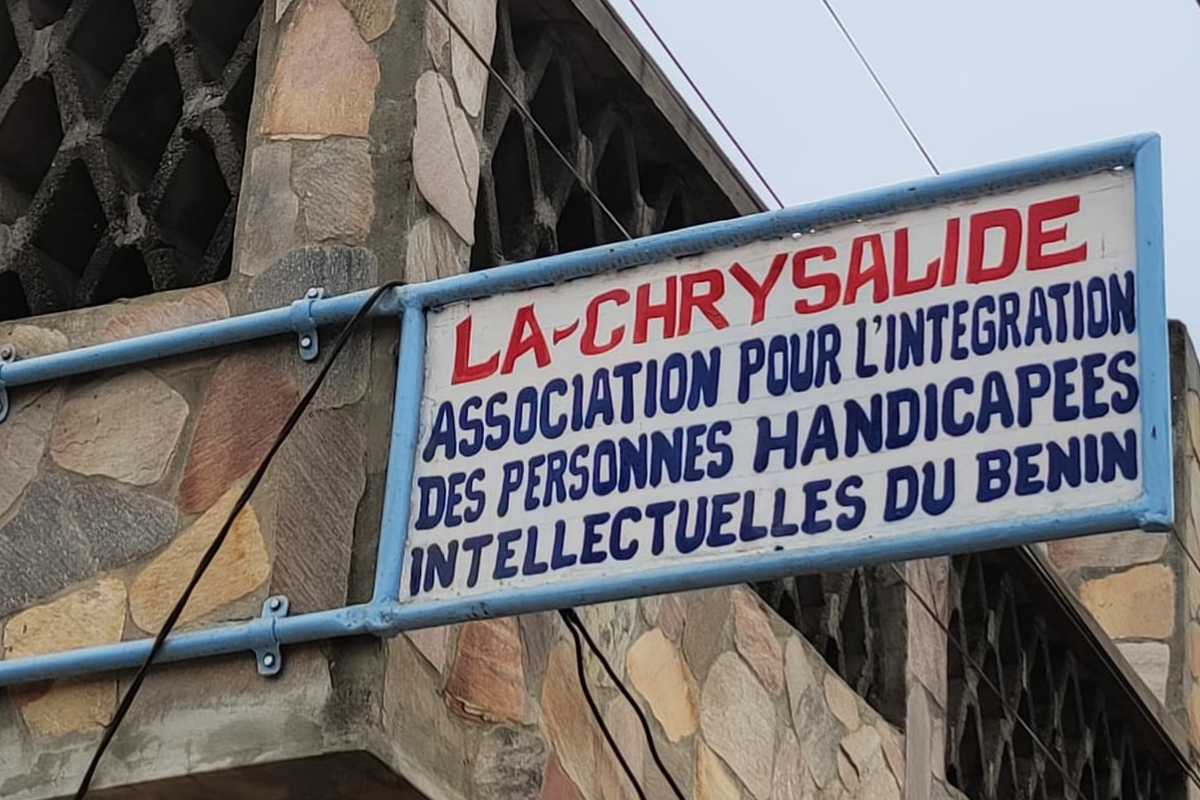 LA-CHRYSALIDE
ASSOCIATION POUR L'INTEGRATION
DES PERSONNES HANDICAPEES
INTELLECTUELLES DU BENIN